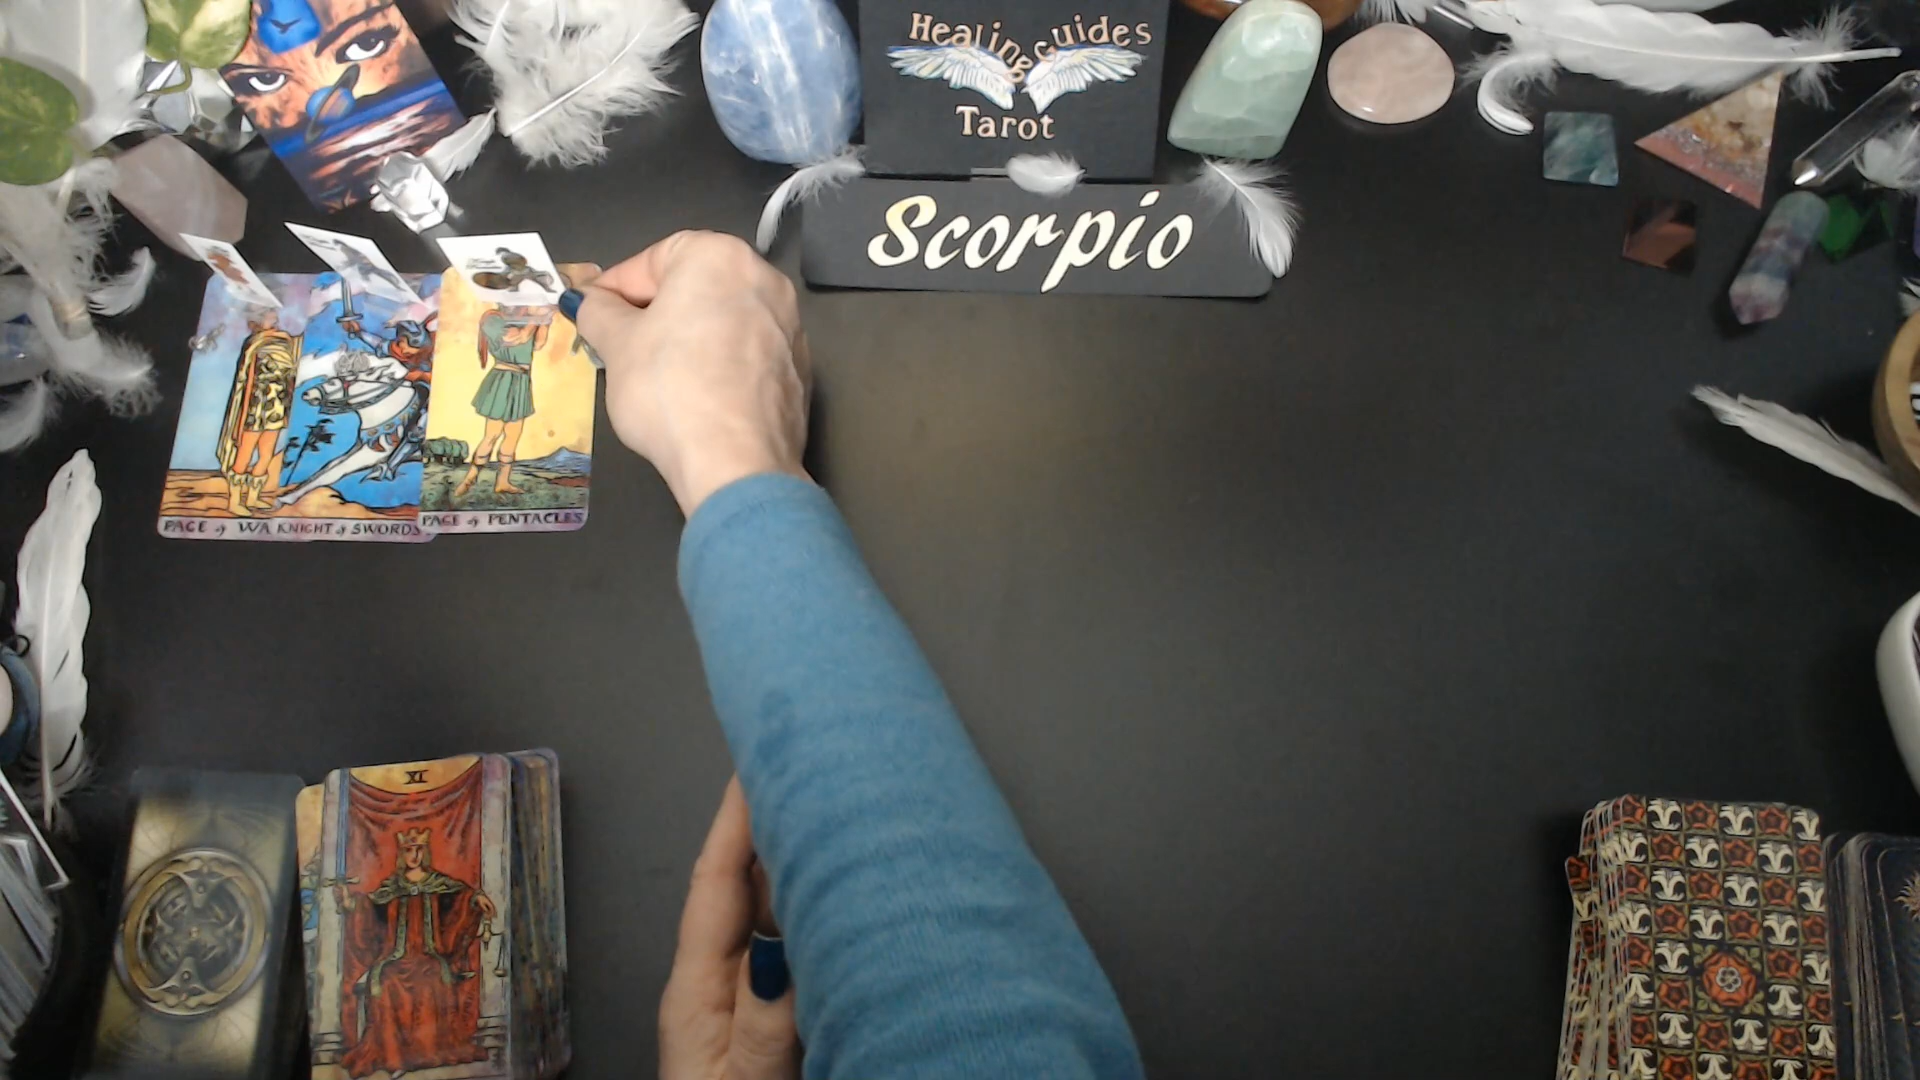 Healing Guides
Tarot
Scorpio
PAGE of WA
KNIGHT of SWORDS
PAGE of PENTACLES
XI